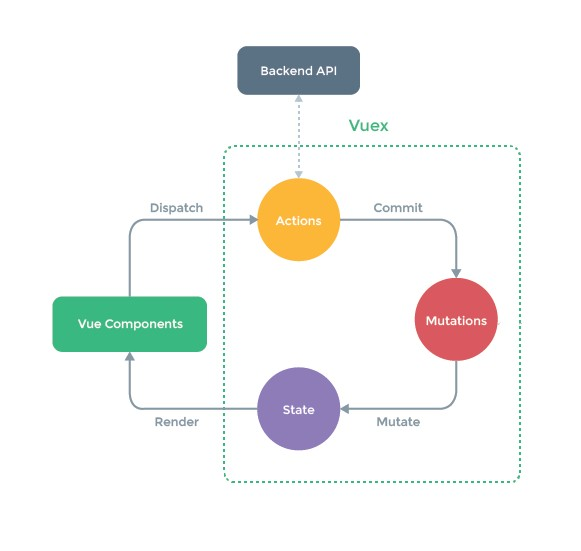 Backend API
Vuex
Dispatch
Commit
Actions
Vue Components
Mutations
State
Render
Mutate